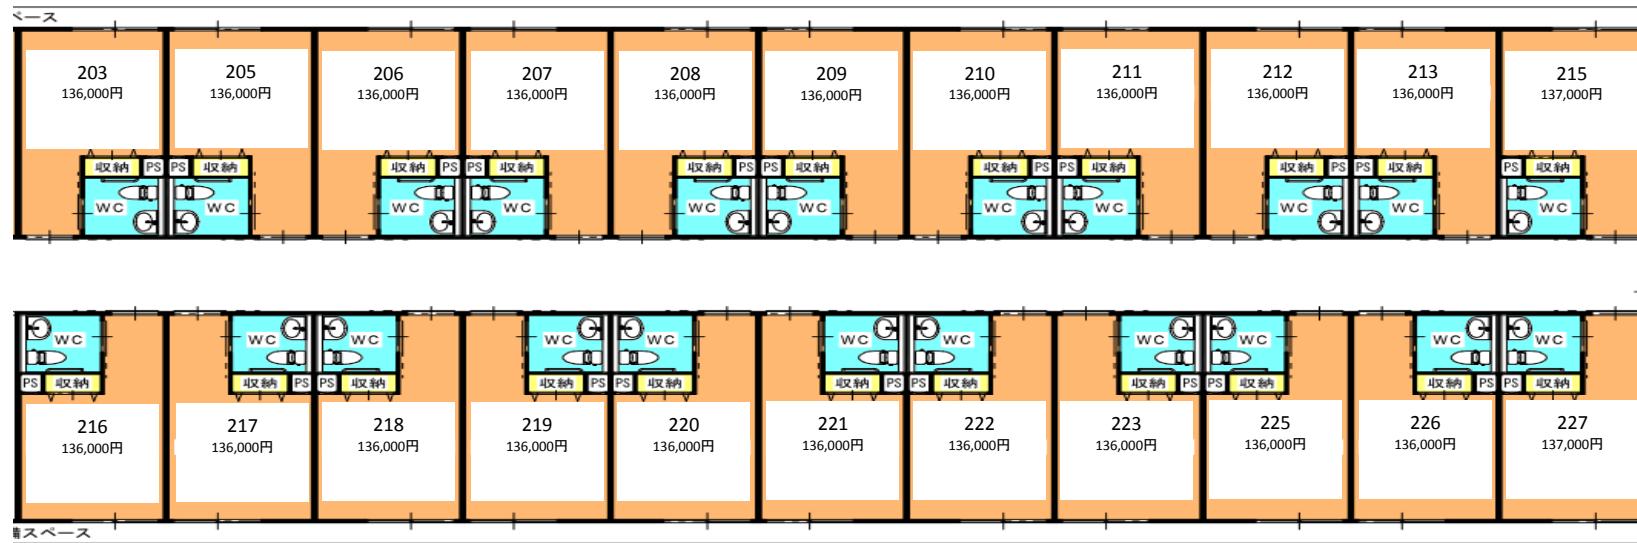 ペース
203
136,000円
205
136,000円
206
136,000円
207
136,000円
208
136,000円
209
136,000円
210
136,000円
211
136,000円
212
136,000円
213
136,000円
215
137,000円
収納 PS PS 収納 収納 PS PS 収納 収納 PS PS 収納 収納 PS PS 収納 収納 PS PS 収納 PS 収納
WC WC WC WC WC WC WC WC WC WC WC
WC WC WC WC WC WC WC WC WC WC WC
PS 収納 収納 PS PS 収納 収納 PS PS 収納 収納 PS PS 収納 収納 PS PS 収納 収納 PS PS 収納
216
136,000円
217
136,000円
218
136,000円
219
136,000円
220
136,000円
221
136,000円
222
136,000円
223
136,000円
225
136,000円
226
136,000円
227
137,000円
備スペース